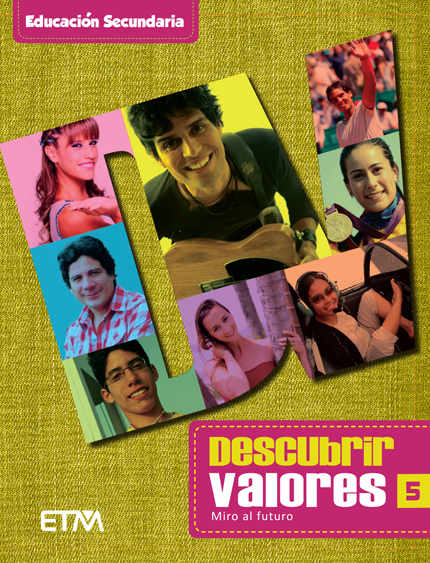 Educación Secundaria
Descubrir
valores
5
Miro al futuro
ETM